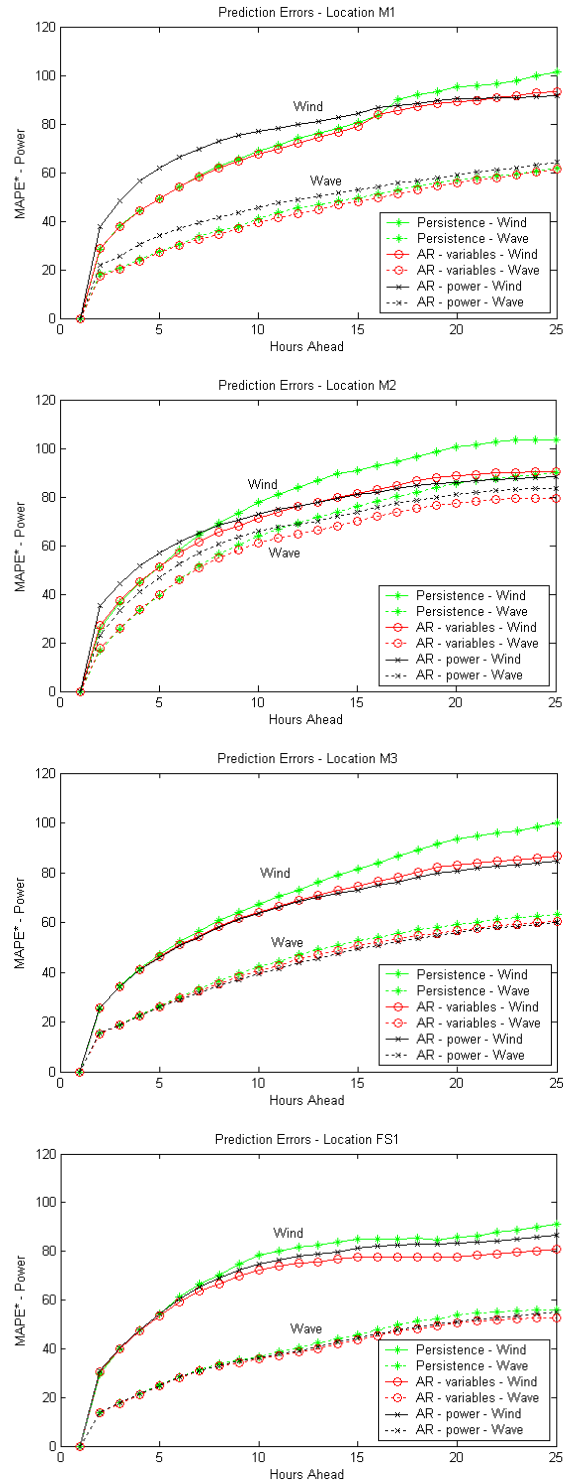 Prediction Errors - Location M1
120
100
80
60
40
20
0
MAPE* - Power
Wind
Wave
Persistence - Wind
Persistence - Wave
AR - variables - Wind
AR - variables - Wave
AR - power - Wind
AR - power - Wave
0 5 10 15 20 25
Hours Ahead
Prediction Errors - Location M2
120
100
80
60
40
20
0
MAPE* - Power
Wind
Wave
Persistence - Wind
Persistence - Wave
AR - variables - Wind
AR - variables - Wave
AR - power - Wind
AR - power - Wave
0 5 10 15 20 25
Hours Ahead
Prediction Errors - Location M3
120
100
80
60
40
20
0
MAPE* - Power
Wind
Wave
Persistence - Wind
Persistence - Wave
AR - variables - Wind
AR - variables - Wave
AR - power - Wind
AR - power - Wave
0 5 10 15 20 25
Hours Ahead
Prediction Errors - Location FS1
120
100
80
60
40
20
0
MAPE* - Power
Wind
Wave
Persistence - Wind
Persistence - Wave
AR - variables - Wind
AR - variables - Wave
AR - power - Wind
AR - power - Wave
0 5 10 15 20 25
Hours Ahead